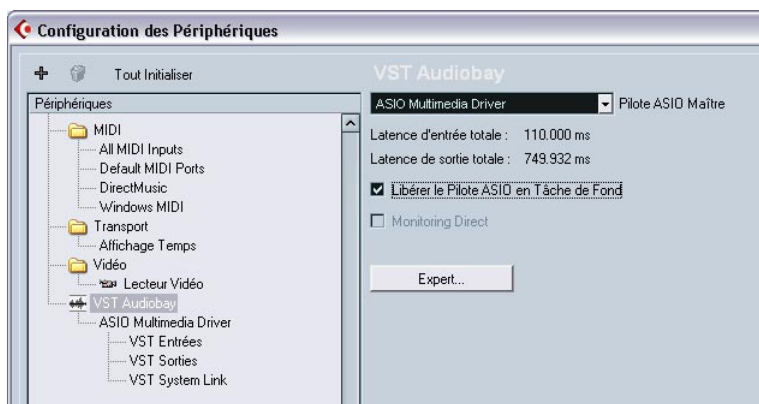 Configuration des Périphériques
Tout Initialiser
Périphériques
MIDI
All MIDI Inputs
Default MIDI Ports
DirectMusic
Windows MIDI
Transport
Affichage Temps
Vidéo
Lecteur Vidéo
VST Audiobay
ASIO Multimedia Driver
VST Entrées
VST Sorties
VST System Link
VST Audiobay
ASIO Multimedia Driver Pilote ASIO Maître
Latence d'entrée totale : 110.000 ms
Latence de sortie totale : 749.932 ms
Libérer le Pilote ASIO en Tâche de Fond
Monitoring Direct
Expert...